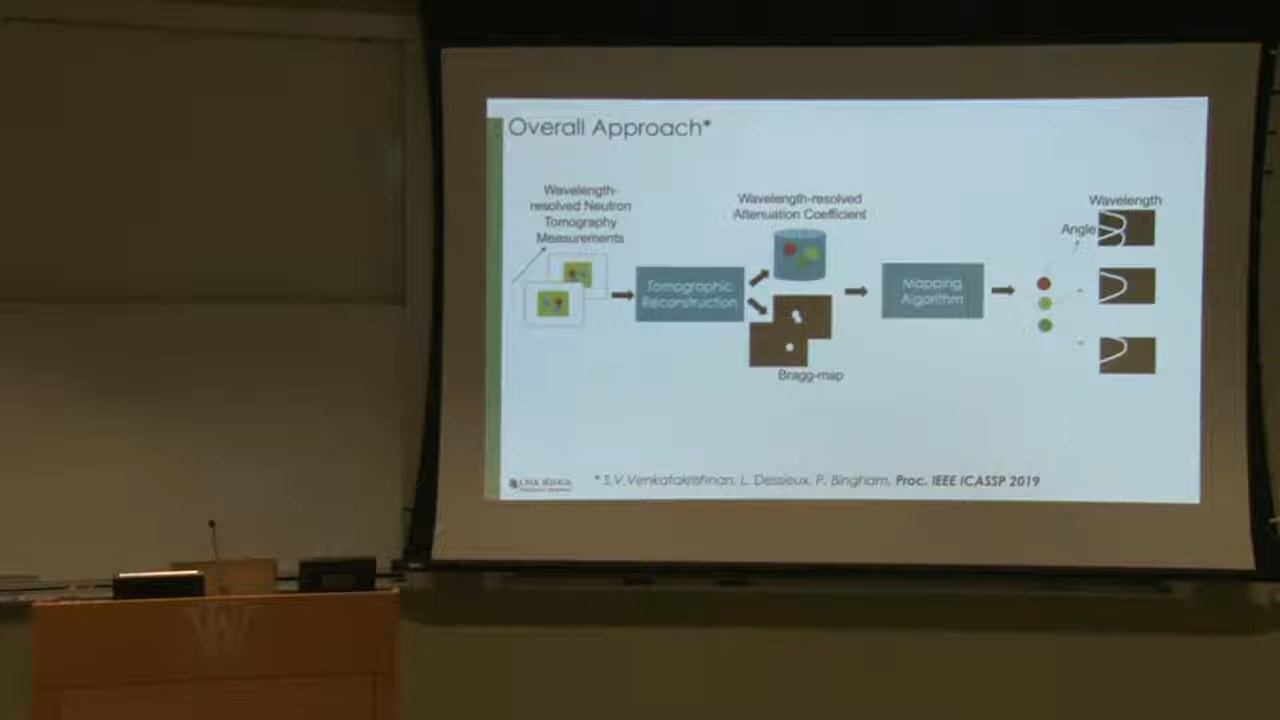 Overall Approach*
Wavelength-
resolved Neutron
Tomography
Measurements
Tomographic
Reconstruction
Wavelength-resolved
Attenuation Coefficient
Bragg-map
Mapping
Algorithm
Wavelength
Angle
* S.V.Venkatakrishnan, L. Dessieux, P. Bingham, Proc. IEEE ICASSP 2019
W